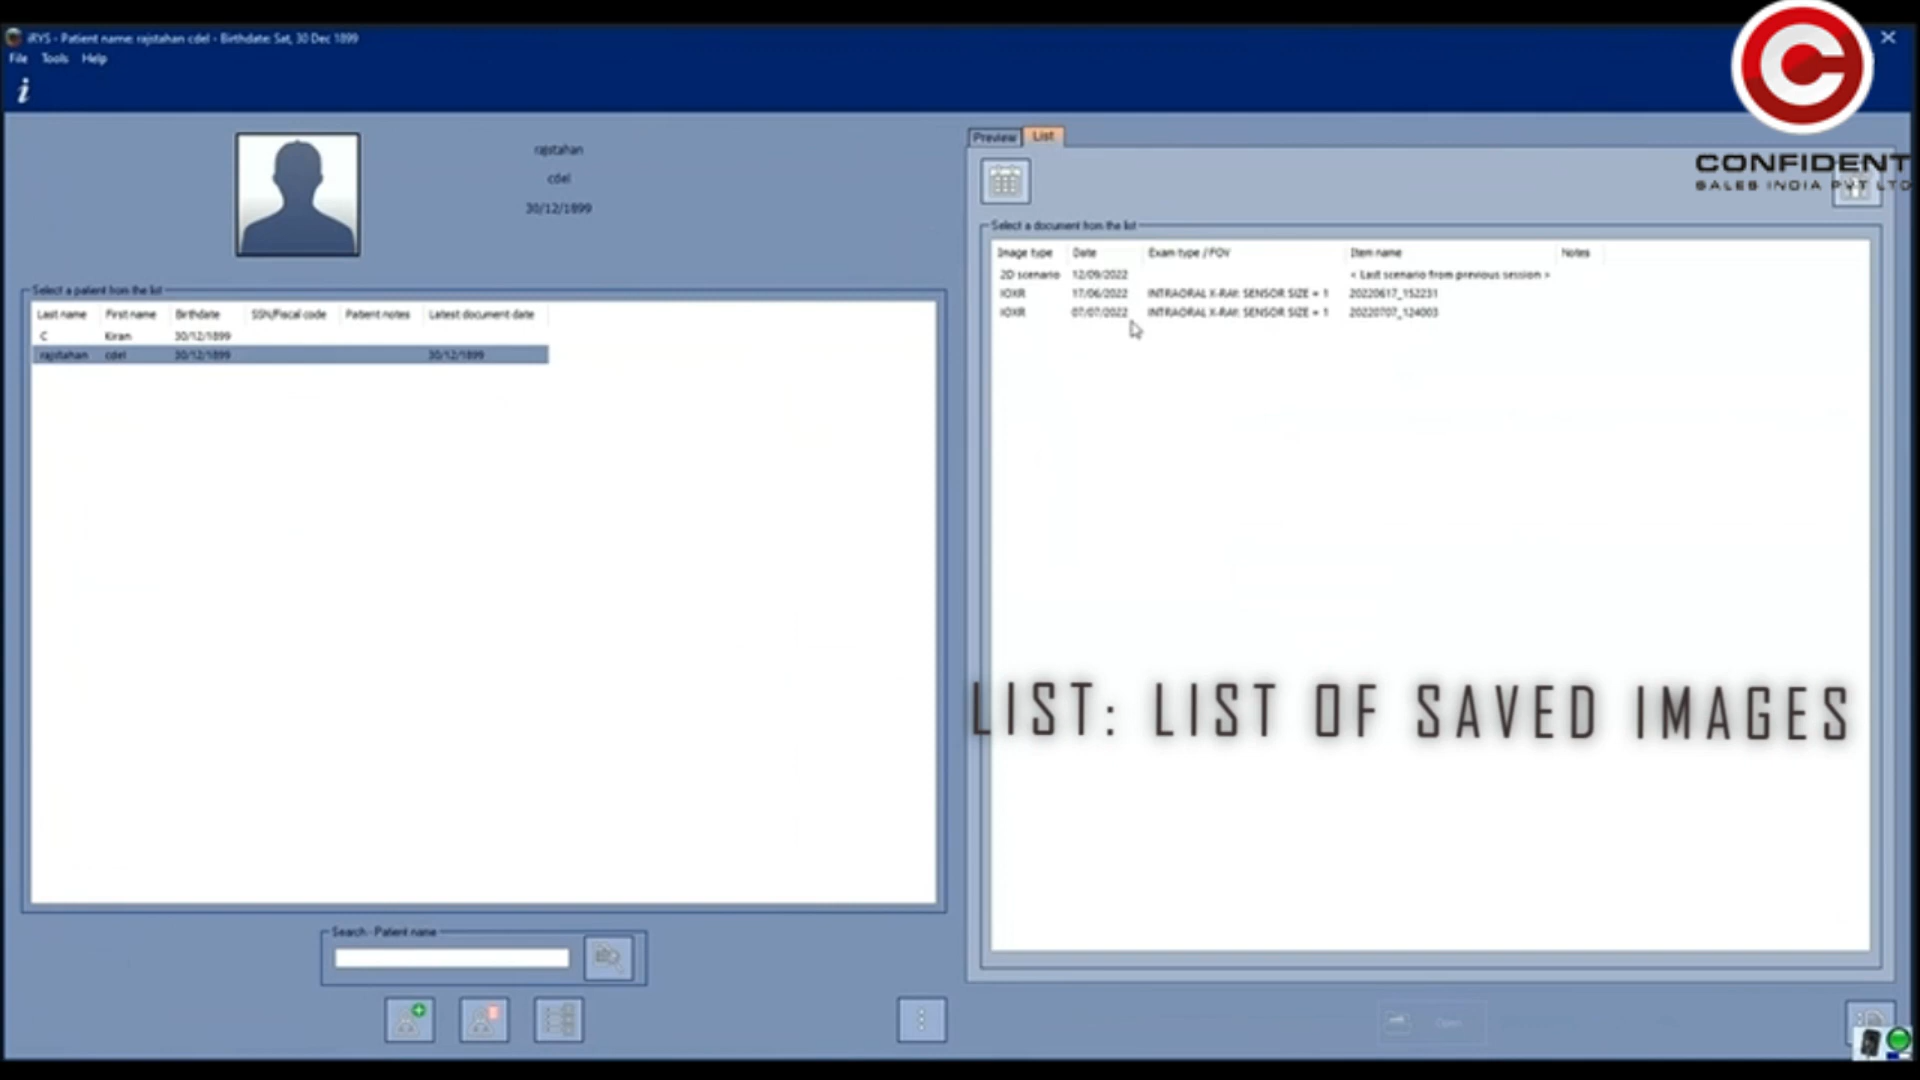 iRYS - Patient name: rajstahan cdel - Birthdate: Sat, 30 Dec 1899
File Tools Help
i
CONFIDENT
SALES INDIA PVT LTD
rajstahan
cdel
30/12/1899
Preview List
Select a document from the list
Image type Date Exam type / FOV Item name Notes
2D scenario 12/09/2022 < Last scenario from previous session >
IOXR 17/06/2022 INTRAORAL X-RAY: SENSOR SIZE = 1 20220617_152231
IOXR 07/07/2022 INTRAORAL X-RAY: SENSOR SIZE = 1 20220707_124003
Select a patient from the list
Last name First name Birthdate SSN/Fiscal code Patient notes Latest document date
C Kiran 30/12/1899
rajstahan cdel 30/12/1899 30/12/1899
LIST: LIST OF SAVED IMAGES
Search - Patient name
Open